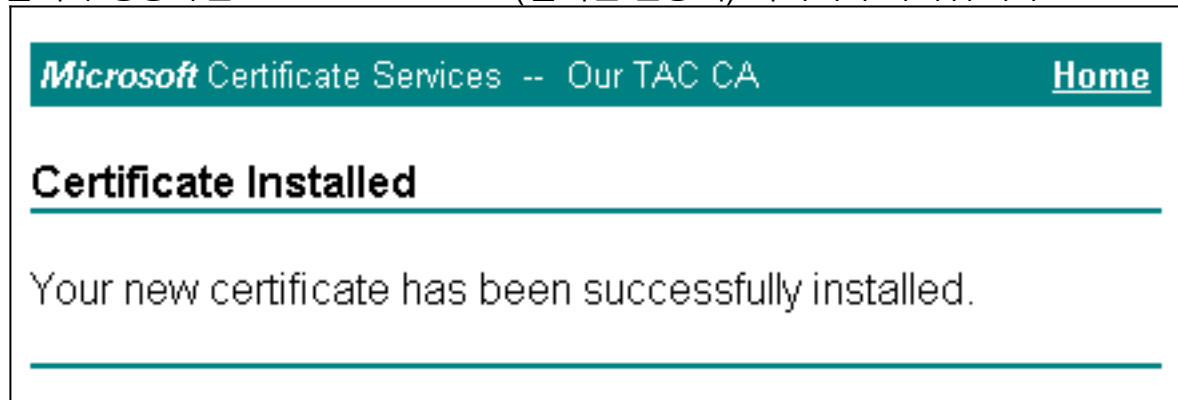 Microsoft Certificate Services -- Our TAC CA Home
Certificate Installed
Your new certificate has been successfully installed.